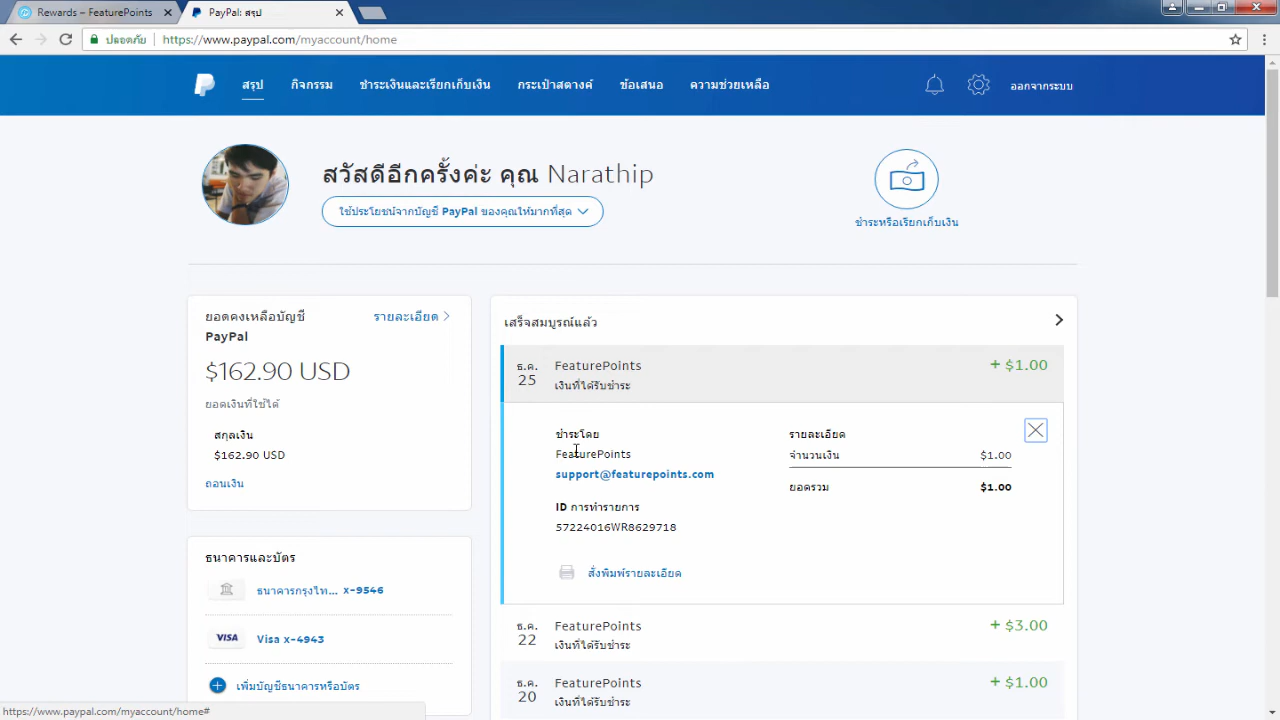 Rewards – FeaturePoints
PayPal: สรุป
ปลอดภัย
https://www.paypal.com/myaccount/home
สรุป
กิจกรรม
ชำระเงินและเรียกเก็บเงิน
กระเป๋าสตางค์
ข้อเสนอ
ความช่วยเหลือ
ออกจากระบบ
สวัสดีอีกครั้งค่ะ คุณ Narathip
ใช้ประโยชน์จากบัญชี PayPal ของคุณให้มากที่สุด
ชำระหรือเรียกเก็บเงิน
ยอดคงเหลือบัญชี
PayPal
รายละเอียด
$162.90 USD
ยอดเงินที่ใช้ได้
สกุลเงิน
$162.90 USD
ถอนเงิน
ธนาคารและบัตร
ธนาคารกรุงไท... x-9546
VISA
Visa x-4943
เพิ่มบัญชีธนาคารหรือบัตร
เสร็จสมบูรณ์แล้ว
ธ.ค.
25
FeaturePoints
เงินที่ได้รับชำระ
+ $1.00
ชำระโดย
FeaturePoints
support@featurepoints.com
ID การทำรายการ
57224016WR8629718
สั่งพิมพ์รายละเอียด
รายละเอียด
จำนวนเงิน $1.00
ยอดรวม $1.00
ธ.ค.
22
FeaturePoints
เงินที่ได้รับชำระ
+ $3.00
ธ.ค.
20
FeaturePoints
เงินที่ได้รับชำระ
+ $1.00
https://www.paypal.com/myaccount/home#